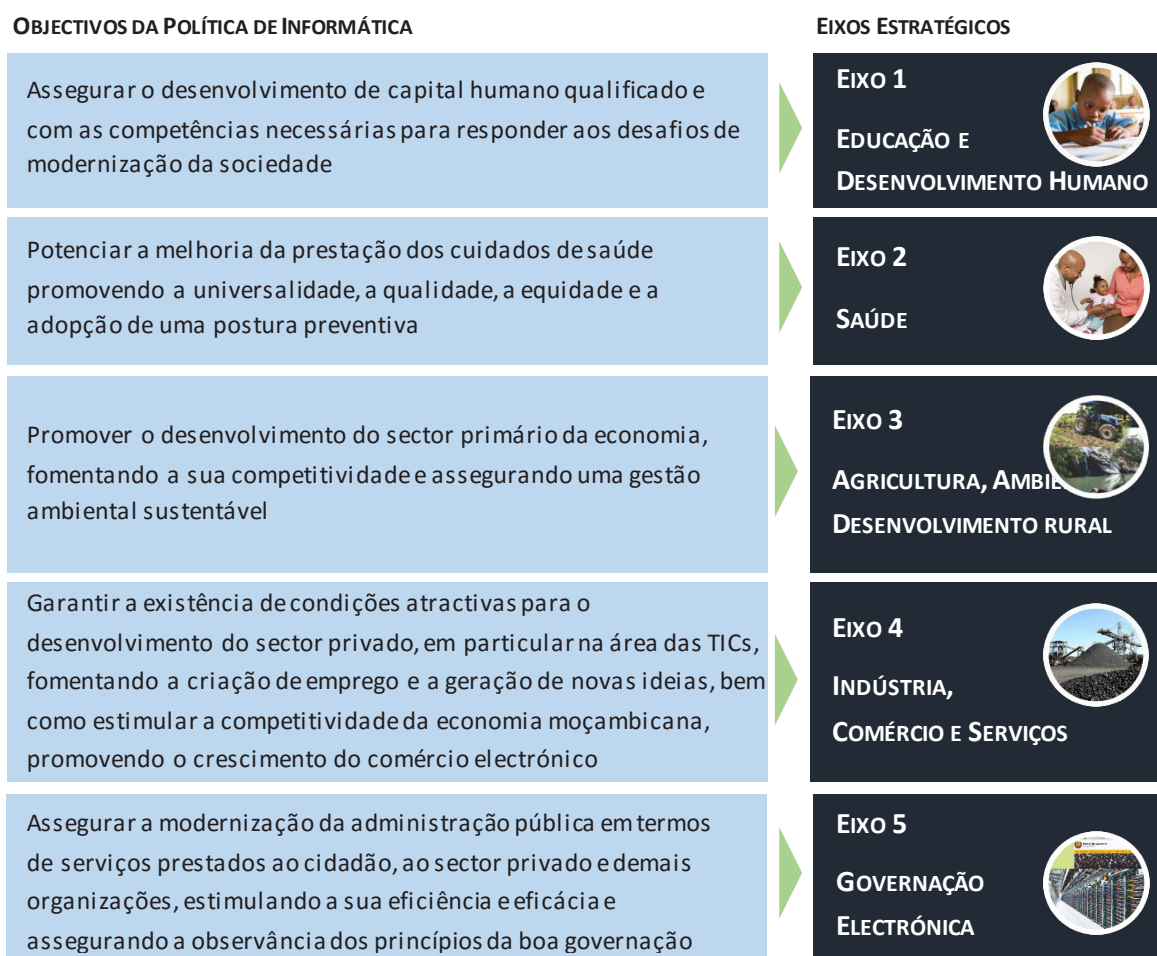 OBJECTIVOS DA POLÍTICA DE INFORMÁTICA
EIXOS ESTRATÉGICOS
Assegurar o desenvolvimento de capital humano qualificado e
com as competências necessárias para responder aos desafios de
modernização da sociedade
EIXO 1
EDUCAÇÃO E
DESENVOLVIMENTO HUMANO
Potenciar a melhoria da prestação dos cuidados de saúde
promovendo a universalidade, a qualidade, a equidade e a
adopção de uma postura preventiva
EIXO 2
SAÚDE
Promover o desenvolvimento do sector primário da economia,
fomentando a sua competitividade e assegurando uma gestão
ambiental sustentável
EIXO 3
AGRICULTURA, AMBIE
DESENVOLVIMENTO RURAL
Garantir a existência de condições atractivas para o
desenvolvimento do sector privado, em particular na área das TICs,
fomentando a criação de emprego e a geração de novas ideias, bem
como estimular a competitividade da economia moçambicana,
promovendo o crescimento do comércio electrónico
EIXO 4
INDÚSTRIA,
COMÉRCIO E SERVIÇOS
Assegurar a modernização da administração pública em termos
de serviços prestados ao cidadão, ao sector privado e demais
organizações, estimulando a sua eficiência e eficácia e
assegurando a observância dos princípios da boa governação
EIXO 5
GOVERNAÇÃO
ELECTRÓNICA